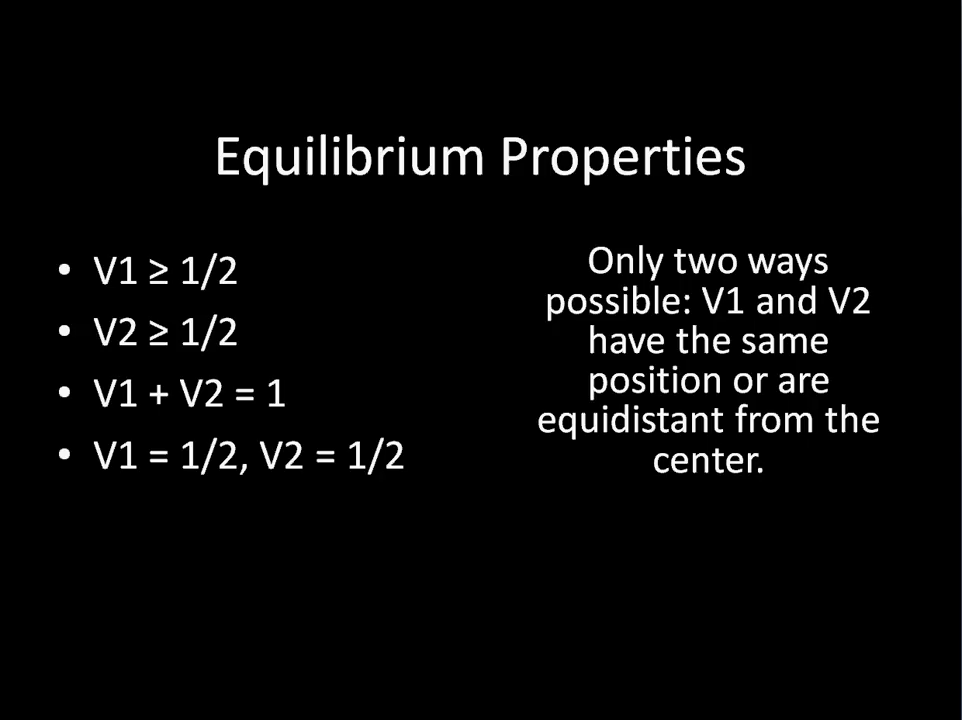 Equilibrium Properties
• V1 ≥ 1/2
• V2 ≥ 1/2
• V1 + V2 = 1
• V1 = 1/2, V2 = 1/2
Only two ways
possible: V1 and V2
have the same
position or are
equidistant from the
center.